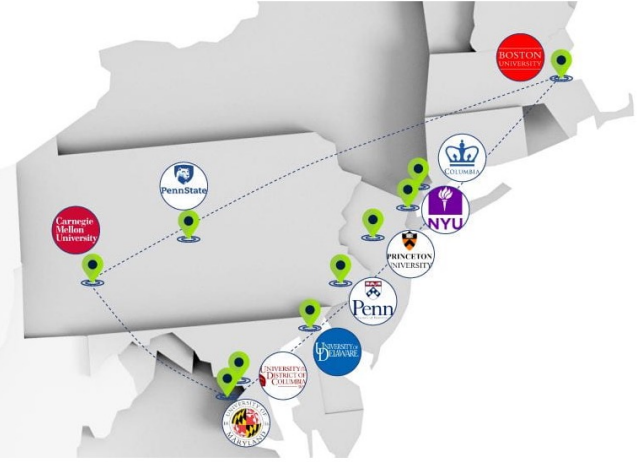 BOSTON
UNIVERSITY
COLUMBIA
PennState
NYU
Carnegie
Mellon
University
PRINCETON
UNIVERSITY
Penn
UNIVERSITY OF
DELAWARE
UNIVERSITY OF THE
DISTRICT OF
COLUMBIA
UNIVERSITY OF
MARYLAND